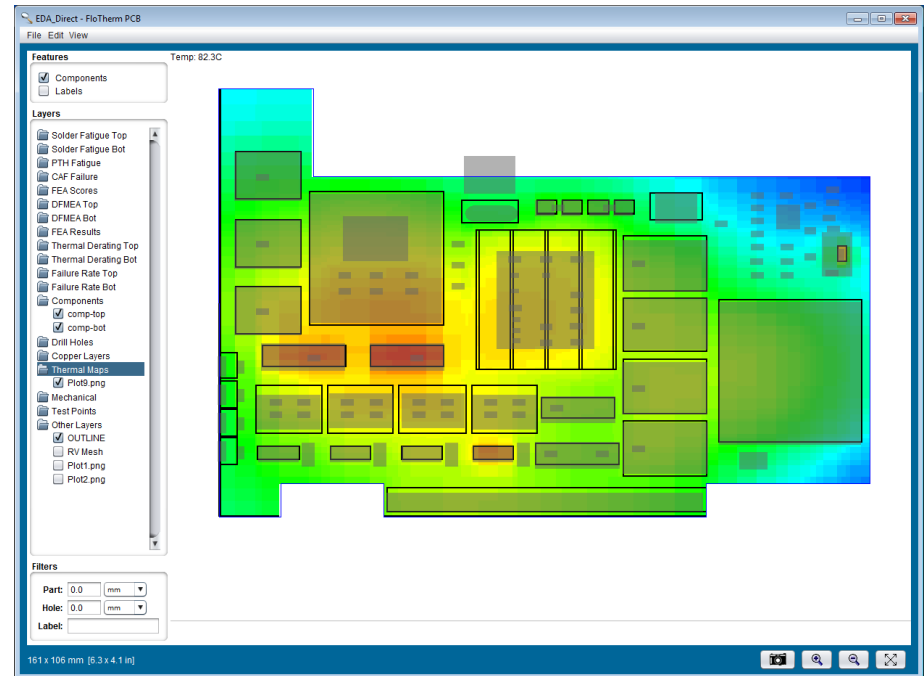 EDA_Direct - FloTherm PCB
File Edit View
Features
Components
Labels
Layers
Solder Fatigue Top
Solder Fatigue Bot
PTH Fatigue
CAF Failure
FEA Scores
DFMEA Top
DFMEA Bot
FEA Results
Thermal Derating Top
Thermal Derating Bot
Failure Rate Top
Failure Rate Bot
Components
comp-top
comp-bot
Drill Holes
Copper Layers
Thermal Maps
Plot9.png
Mechanical
Test Points
Other Layers
OUTLINE
RV Mesh
Plot1.png
Plot2.png
Filters
Part: 0.0 mm
Hole: 0.0 mm
Label:
Temp: 82.3C
161 x 106 mm [6.3 x 4.1 in]